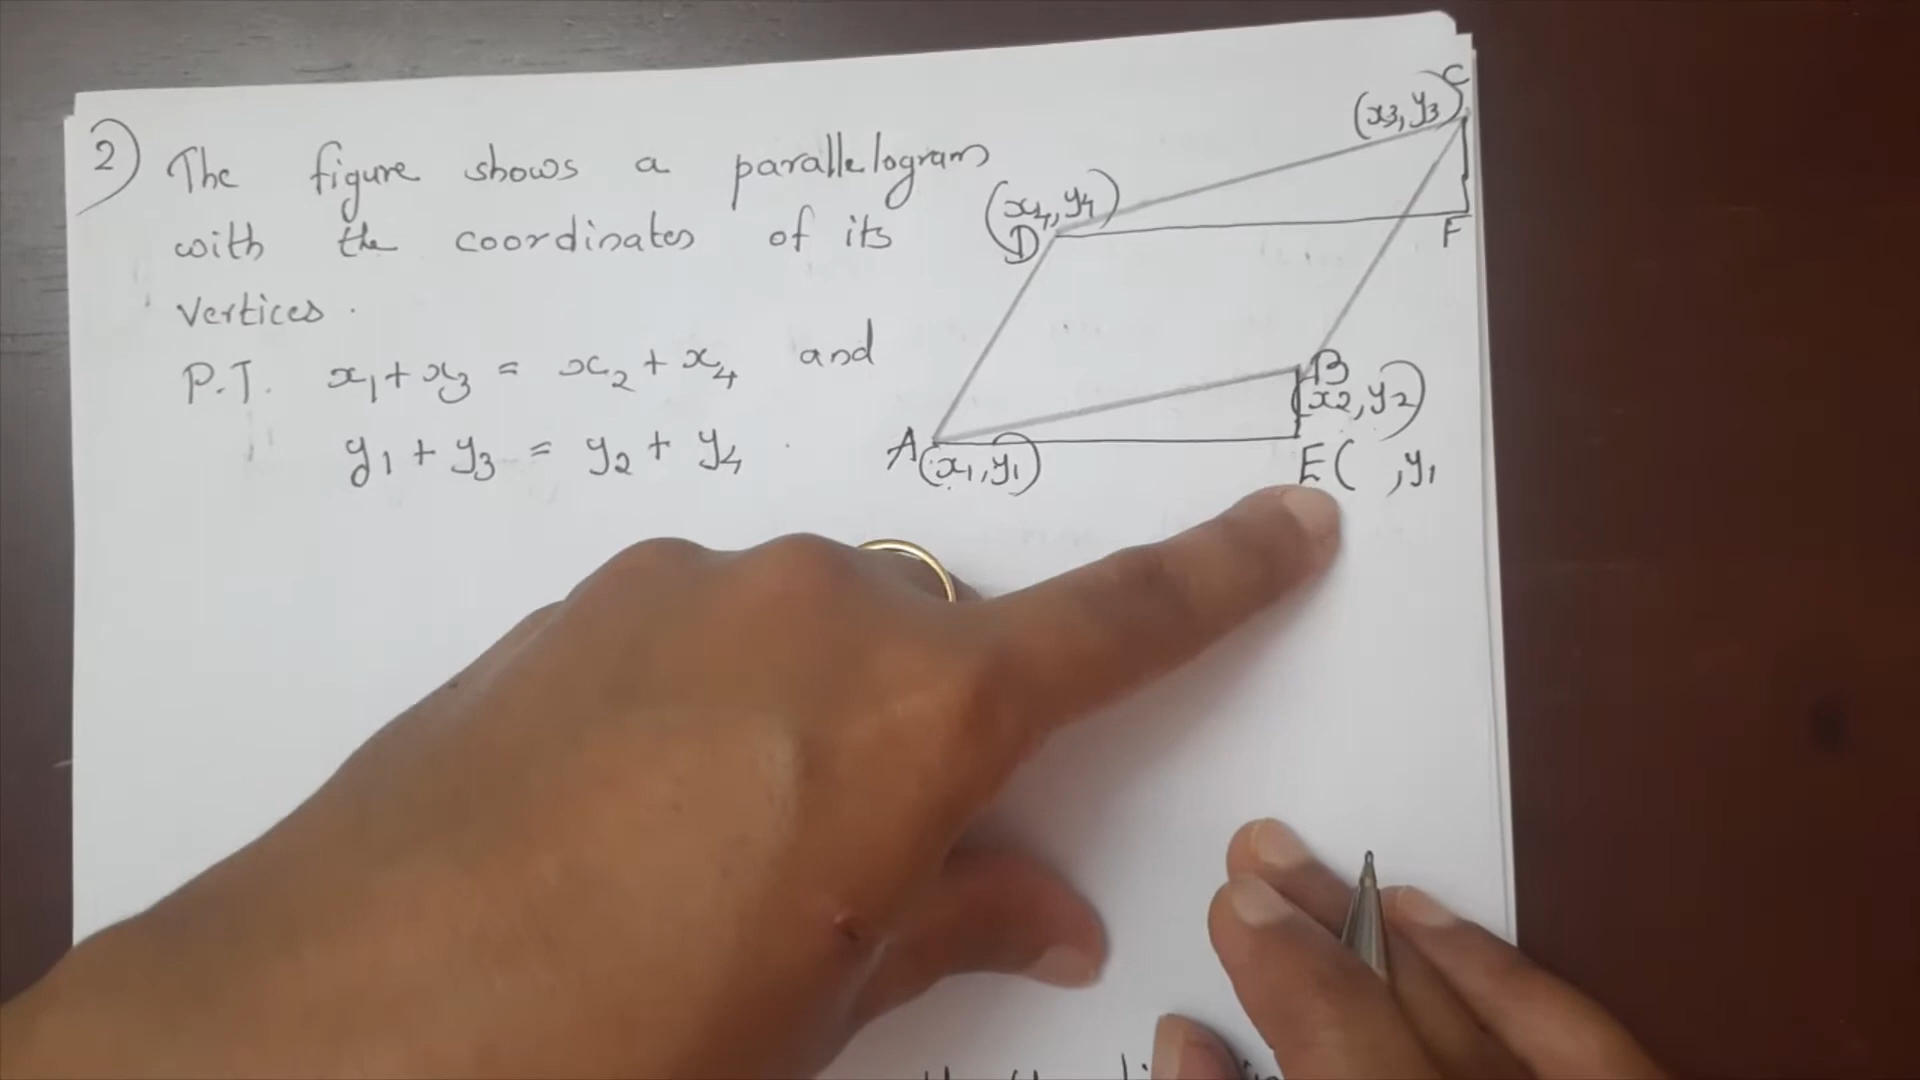 2) The figure shows a parallelogram
with the coordinates of its
vertices.
P.T. x₁ + x₃ = x₂ + x₄ and
y₁ + y₃ = y₂ + y₄.
C
(x₃, y₃)
(x₄, y₄)
D
F
B
(x₂, y₂)
A (x₁, y₁)
E ( , y₁